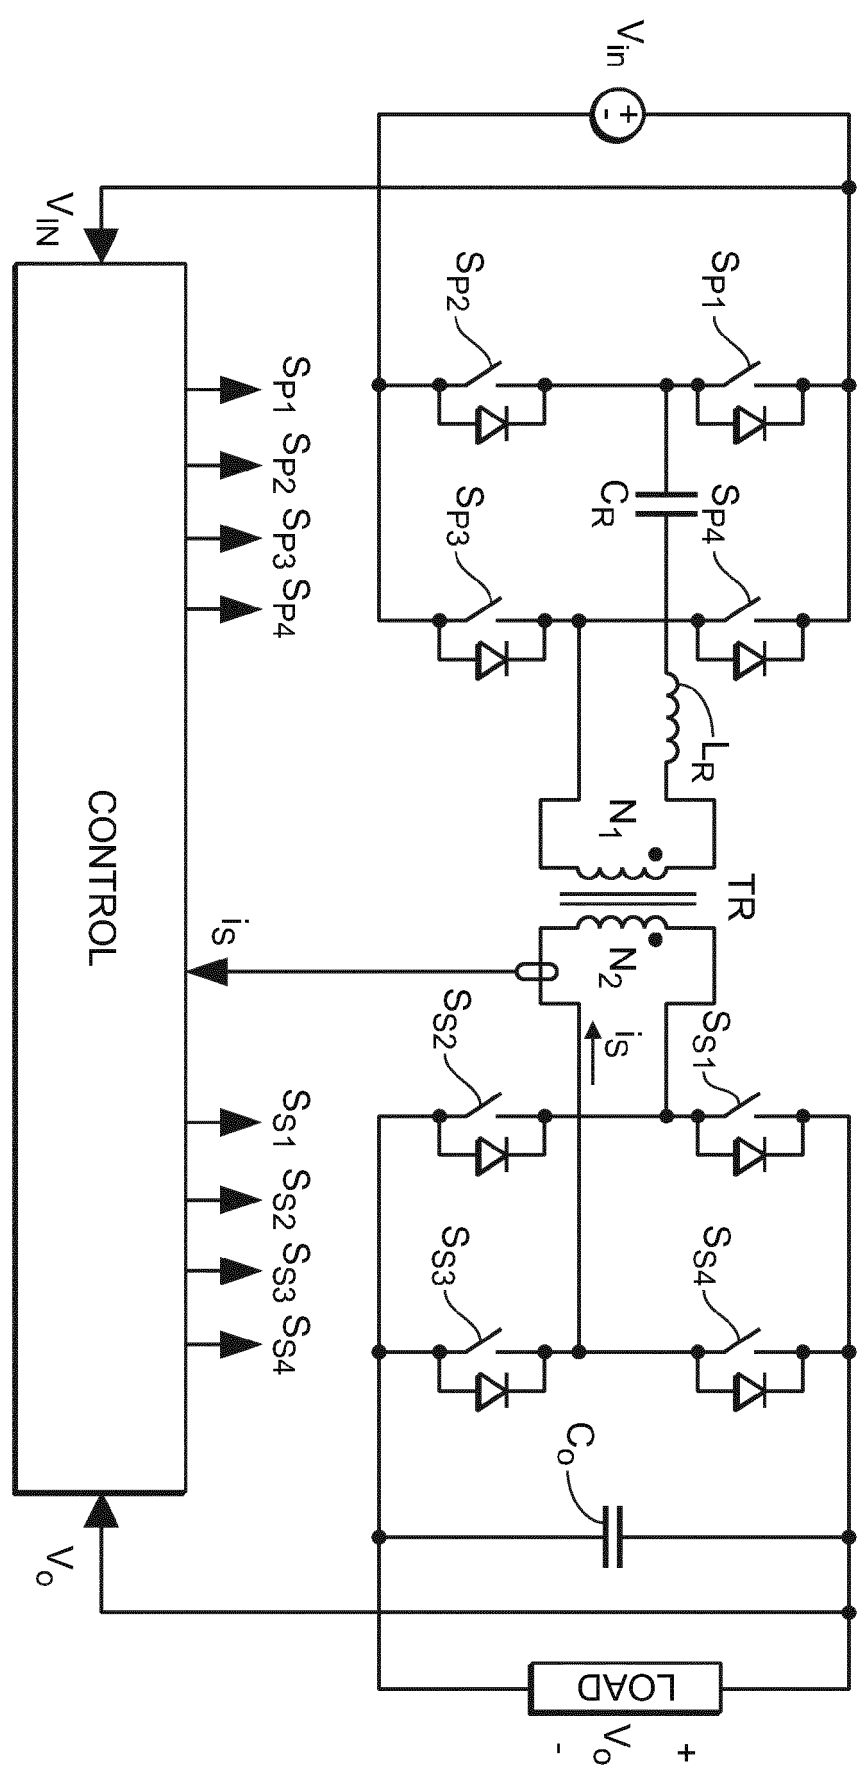 Vin
+
-
VIN
SP1
SP2
SP4
SP3
CR
LR
TR
N1
N2
iS
iS
SS1
SS2
SS4
SS3
Co
LOAD
+
Vo
-
SP1 SP2 SP3 SP4
SS1 SS2 SS3 SS4
CONTROL
Vo